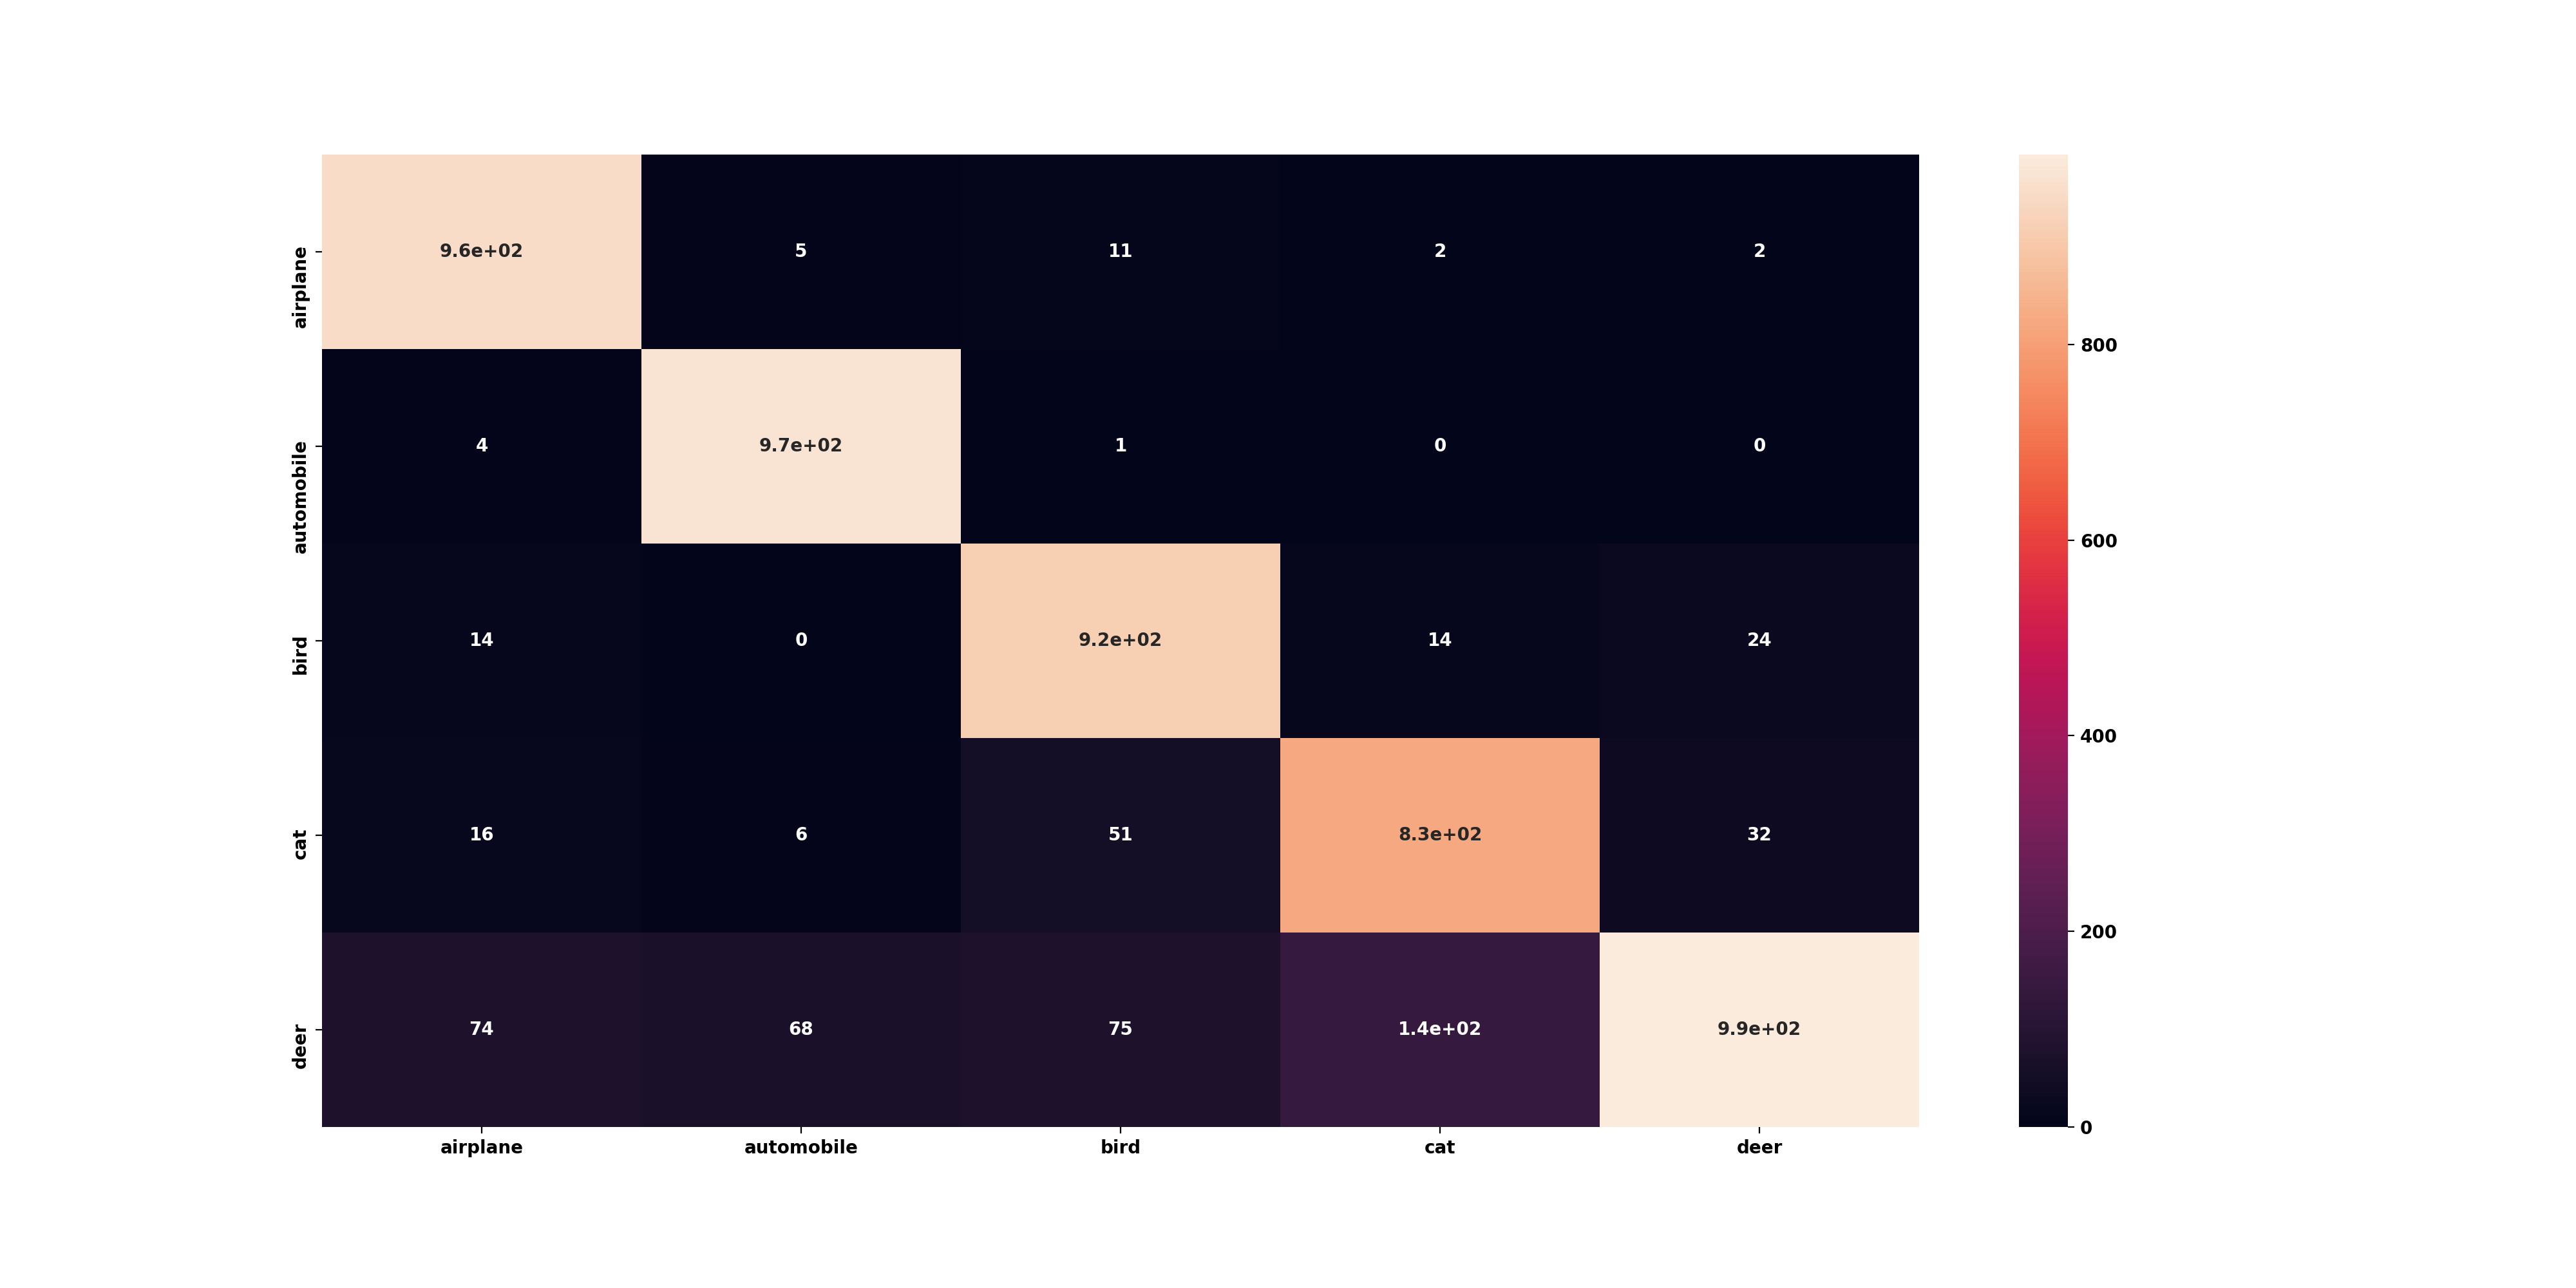 airplane 9.6e+02 5 11 2 2
automobile 4 9.7e+02 1 0 0
bird 14 0 9.2e+02 14 24
cat 16 6 51 8.3e+02 32
deer 74 68 75 1.4e+02 9.9e+02
airplane automobile bird cat deer
800
600
400
200
0